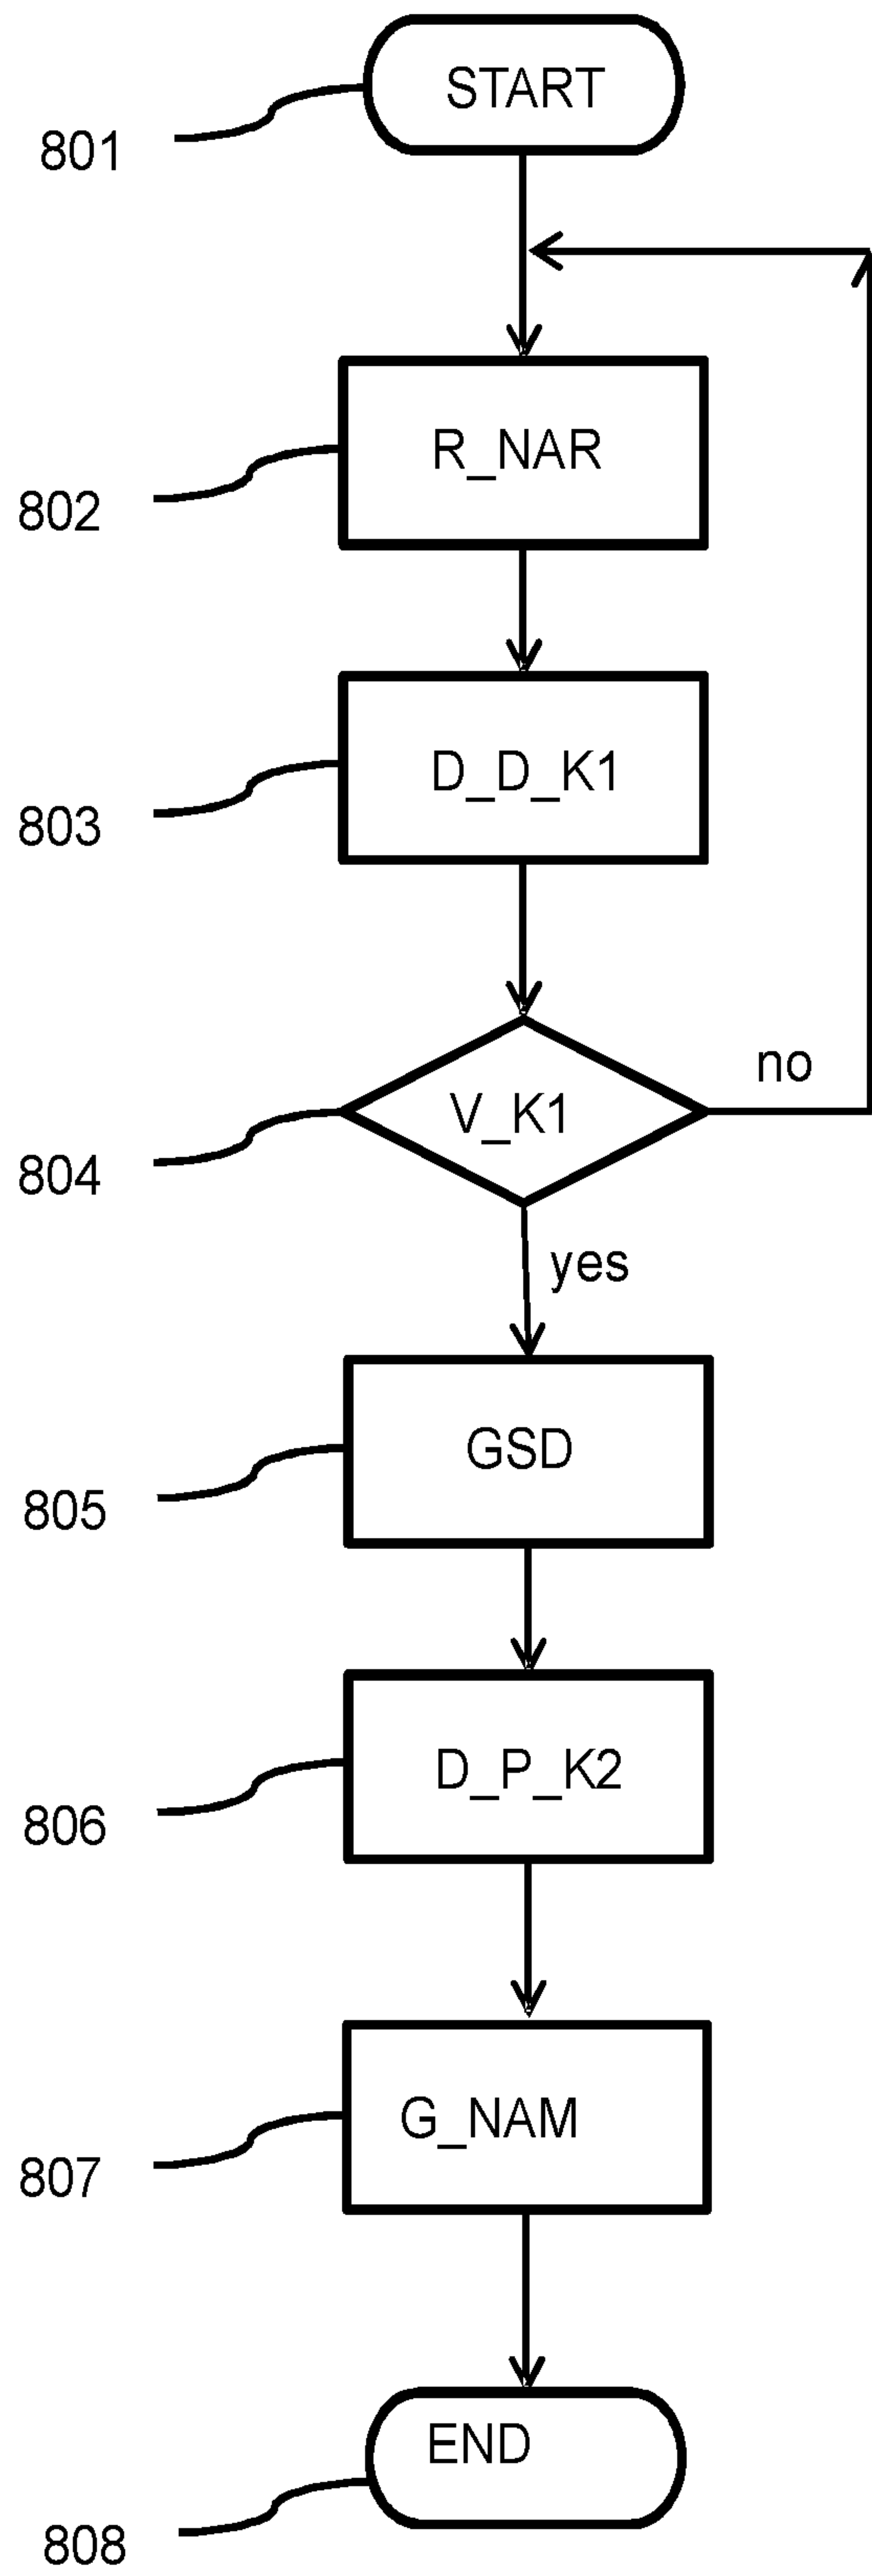 START
801
R_NAR
802
D_D_K1
803
no
V_K1
804
yes
GSD
805
D_P_K2
806
G_NAM
807
END
808